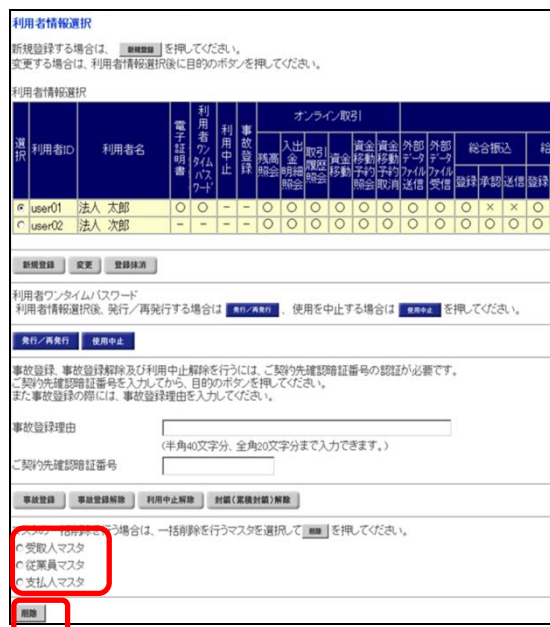 利用者情報選択
新規登録する場合は、 新規登録 を押してください。
変更する場合は、利用者情報選択後に目的のボタンを押してください。
利用者情報選択
選択 利用者ID 利用者名 電子証明書 利用者ワンタイムパスワード 利用中止 事故登録 オンライン取引 総合振込 給
残高照会 入出金明細照会 取引履歴照会 資金移動 資金移動予約照会 資金移動予約取消 外部データファイル送信 外部データファイル受信 登録 承認 送信 登録
user01 法人 太郎 ○ ○ − − ○ ○ ○ ○ ○ ○ ○ ○ ○ × × ○
user02 法人 次郎 − − − − ○ ○ ○ ○ ○ ○ ○ ○ ○ ○ ○ ○
新規登録 変更 登録抹消
利用者ワンタイムパスワード
利用者情報選択後、発行/再発行する場合は 発行/再発行 、使用を中止する場合は 使用中止 を押してください。
発行/再発行 使用中止
事故登録、事故登録解除及び利用中止解除を行うには、ご契約先確認暗証番号の認証が必要です。
ご契約先確認暗証番号を入力してから、目的のボタンを押してください。
また事故登録の際には、事故登録理由を入力してください。
事故登録理由
(半角40文字分、全角20文字分まで入力できます。)
ご契約先確認暗証番号
事故登録 事故登録解除 利用中止解除 封鎖(累積封鎖)解除
マスタの一括削除を行う場合は、一括削除を行うマスタを選択して 削除 を押してください。
受取人マスタ
従業員マスタ
支払人マスタ
削除